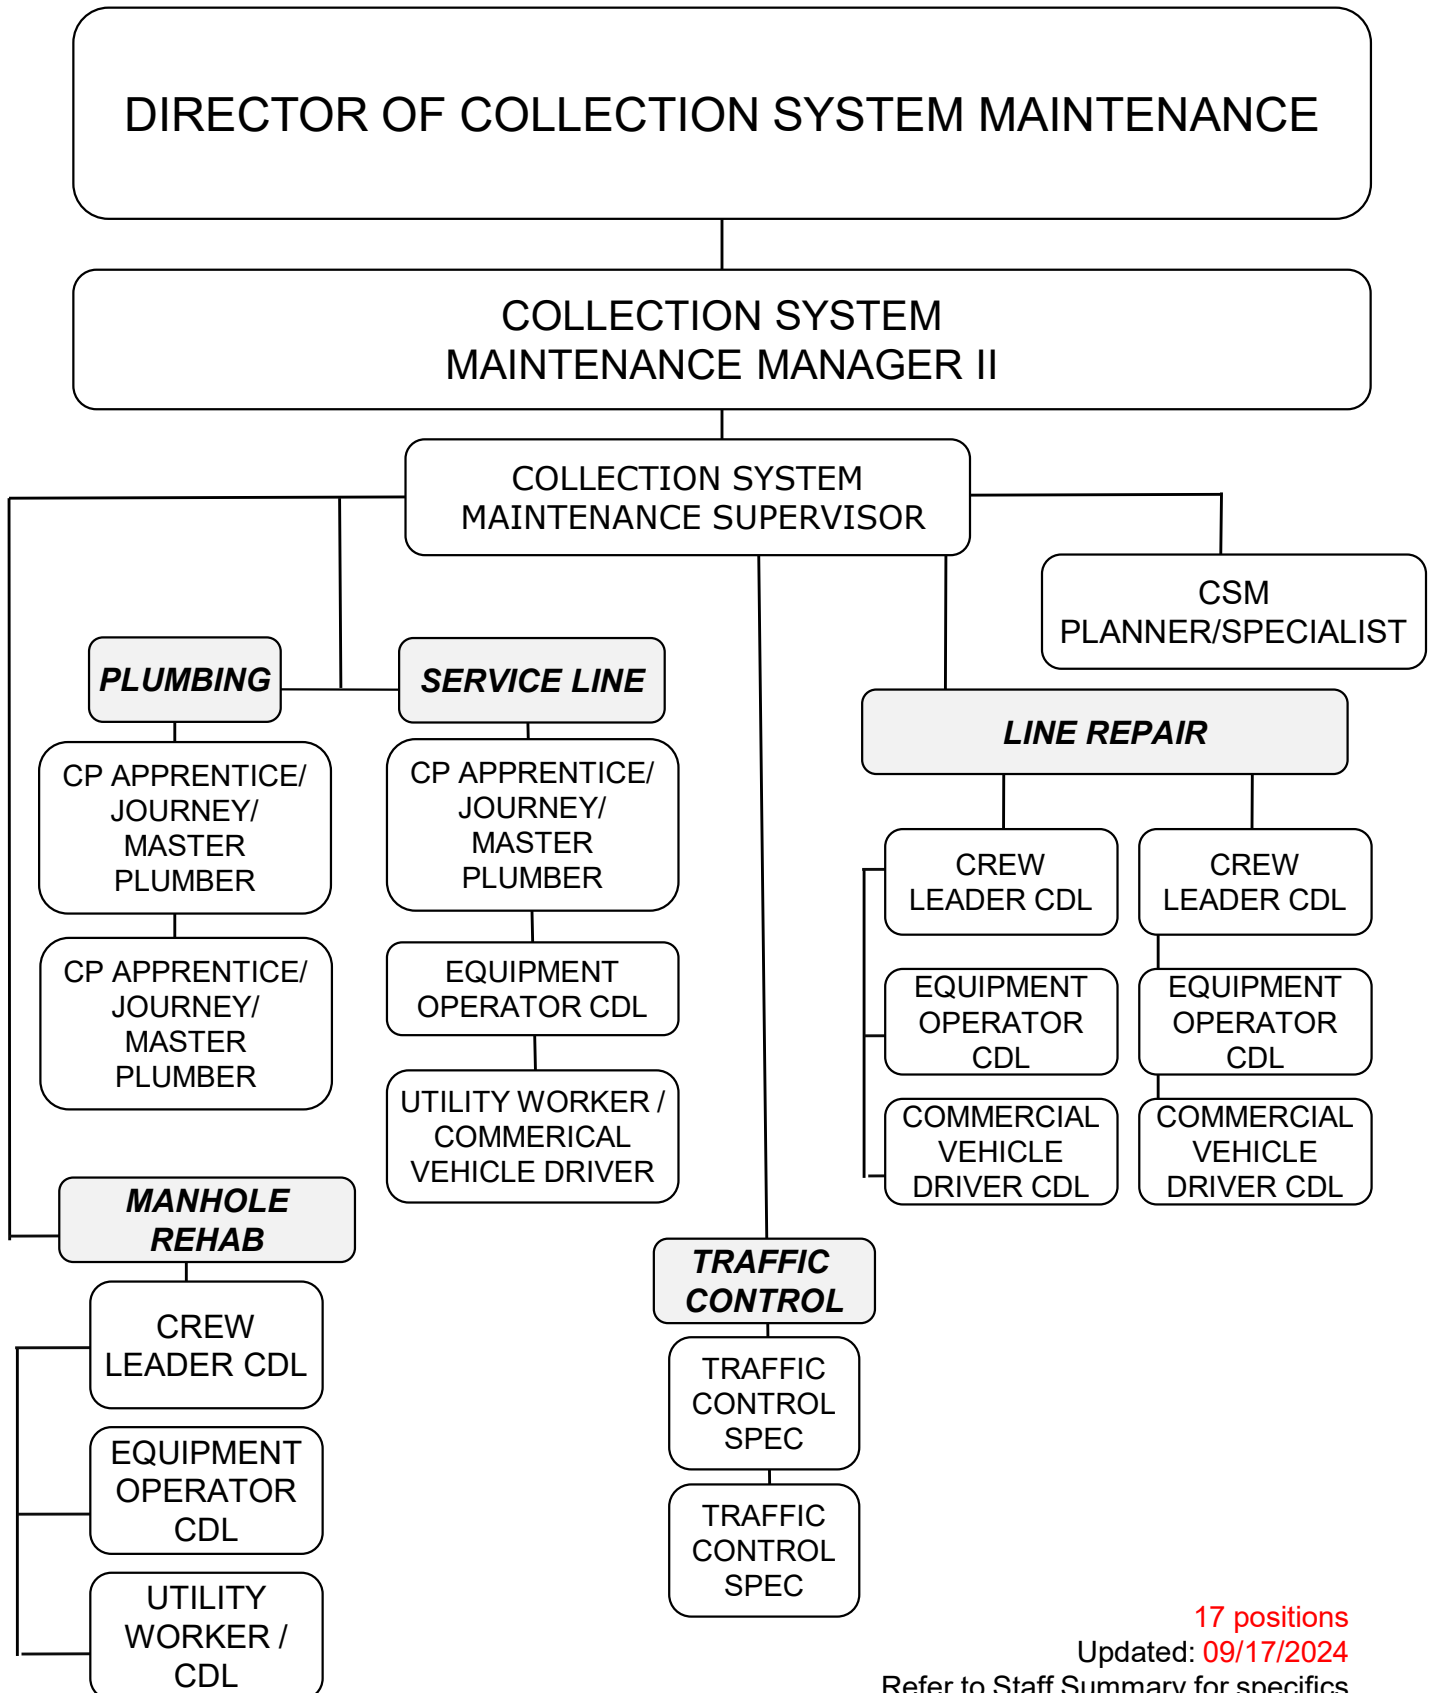 DIRECTOR OF COLLECTION SYSTEM MAINTENANCE
COLLECTION SYSTEM
MAINTENANCE MANAGER II
COLLECTION SYSTEM
MAINTENANCE SUPERVISOR
CSM
PLANNER/SPECIALIST
PLUMBING
CP APPRENTICE/
JOURNEY/
MASTER
PLUMBER
CP APPRENTICE/
JOURNEY/
MASTER
PLUMBER
SERVICE LINE
CP APPRENTICE/
JOURNEY/
MASTER
PLUMBER
EQUIPMENT
OPERATOR CDL
UTILITY WORKER /
COMMERICAL
VEHICLE DRIVER
LINE REPAIR
CREW
LEADER CDL
EQUIPMENT
OPERATOR
CDL
COMMERCIAL
VEHICLE
DRIVER CDL
CREW
LEADER CDL
EQUIPMENT
OPERATOR
CDL
COMMERCIAL
VEHICLE
DRIVER CDL
MANHOLE
REHAB
CREW
LEADER CDL
EQUIPMENT
OPERATOR
CDL
UTILITY
WORKER /
CDL
TRAFFIC
CONTROL
TRAFFIC
CONTROL
SPEC
TRAFFIC
CONTROL
SPEC
17 positions
Updated: 09/17/2024
Refer to Staff Summary for specifics